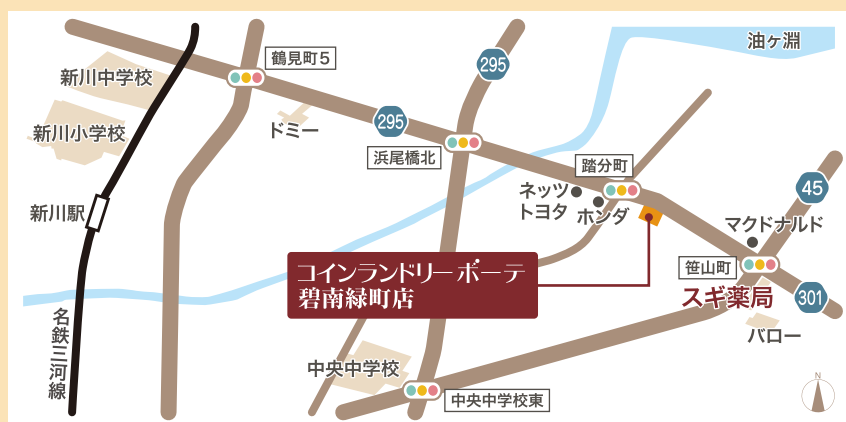 油ヶ淵
鶴見町5
新川中学校
295
ドミー
新川小学校
295
浜尾橋北
踏分町
ネッツ
トヨタ
ホンダ
45
新川駅
マクドナルド
笹山町
コインランドリーボーテ
碧南緑町店
スギ薬局
301
名鉄三河線
バロー
中央中学校
中央中学校東
N